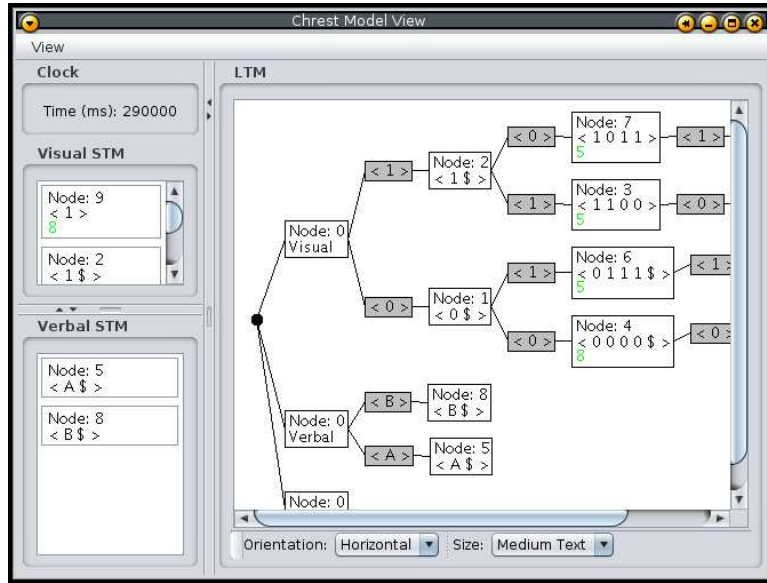 Chrest Model View
View
Clock
Time (ms): 290000
Visual STM
Node: 9
< 1 >
8
Node: 2
< 1 $ >
Verbal STM
Node: 5
< A $ >
Node: 8
< B $ >
LTM
Node: 0
Visual
< 1 >
Node: 2
< 1 $ >
< 0 >
Node: 7
< 1 0 1 1 >
5
< 1 >
< 1 >
Node: 3
< 1 1 0 0 >
5
< 0 >
< 0 >
Node: 1
< 0 $ >
< 1 >
Node: 6
< 0 1 1 1 $ >
5
< 1 >
< 0 >
Node: 4
< 0 0 0 0 $ >
8
< 0 >
Node: 0
Verbal
< B >
Node: 8
< B $ >
< A >
Node: 5
< A $ >
Node: 0
Orientation: Horizontal Size: Medium Text